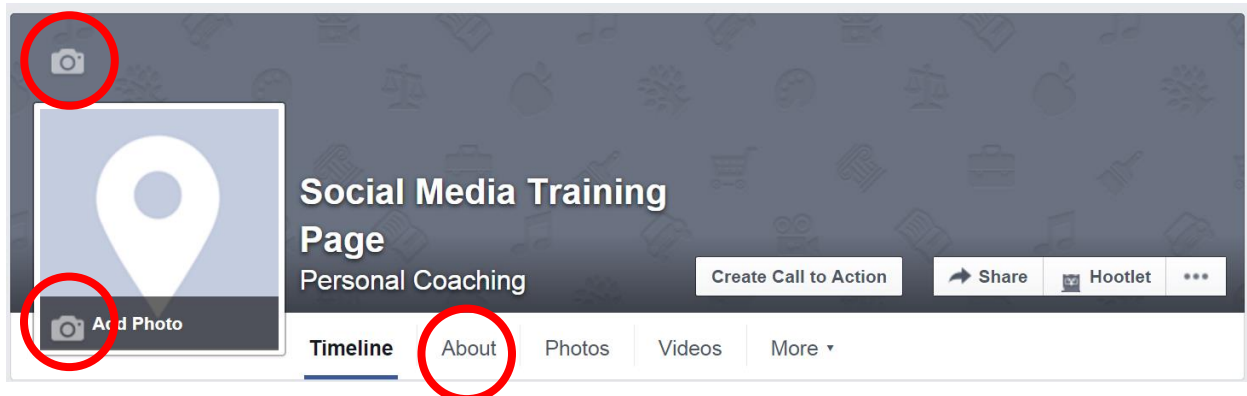 Social Media Training
Page
Personal Coaching
Create Call to Action
Share
Hootlet
Add Photo
Timeline
About
Photos
Videos
More